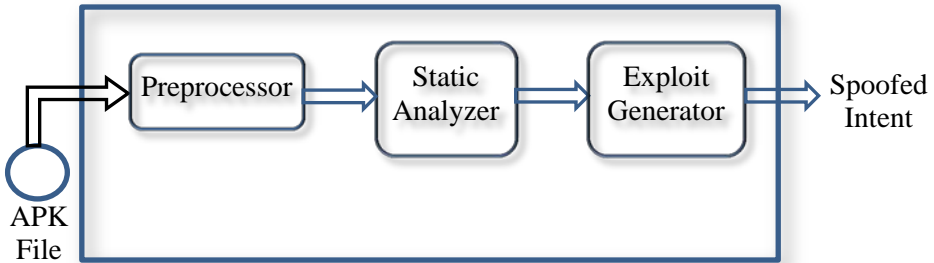 Preprocessor
Static
Analyzer
Exploit
Generator
Spoofed
Intent
APK
File